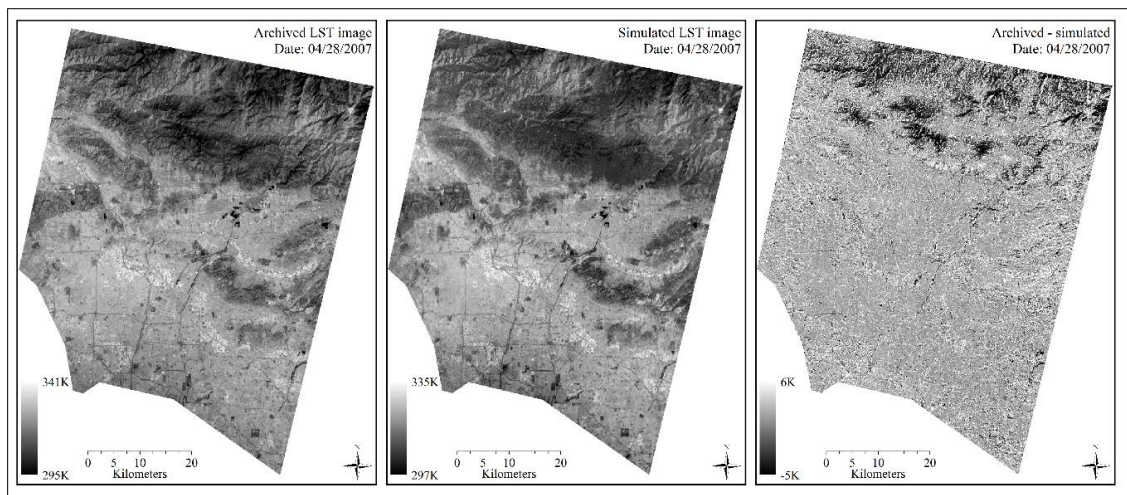 Archived LST image
Date: 04/28/2007
341K
295K
0 5 10 20
Kilometers
N
Simulated LST image
Date: 04/28/2007
335K
297K
0 5 10 20
Kilometers
N
Archived - simulated
Date: 04/28/2007
6K
-5K
0 5 10 20
Kilometers
N